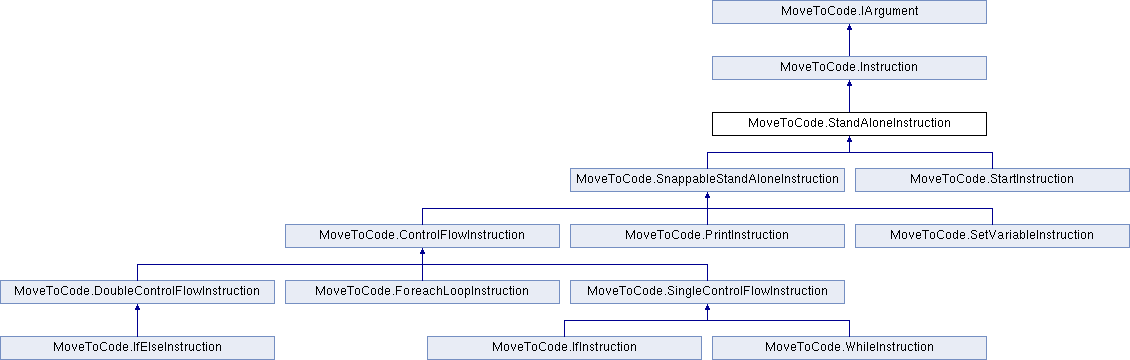 MoveToCode.IArgument
MoveToCode.Instruction
MoveToCode.StandAloneInstruction
MoveToCode.SnappableStandAloneInstruction
MoveToCode.StartInstruction
MoveToCode.ControlFlowInstruction
MoveToCode.PrintInstruction
MoveToCode.SetVariableInstruction
MoveToCode.DoubleControlFlowInstruction
MoveToCode.ForeachLoopInstruction
MoveToCode.SingleControlFlowInstruction
MoveToCode.IfElseInstruction
MoveToCode.IfInstruction
MoveToCode.WhileInstruction